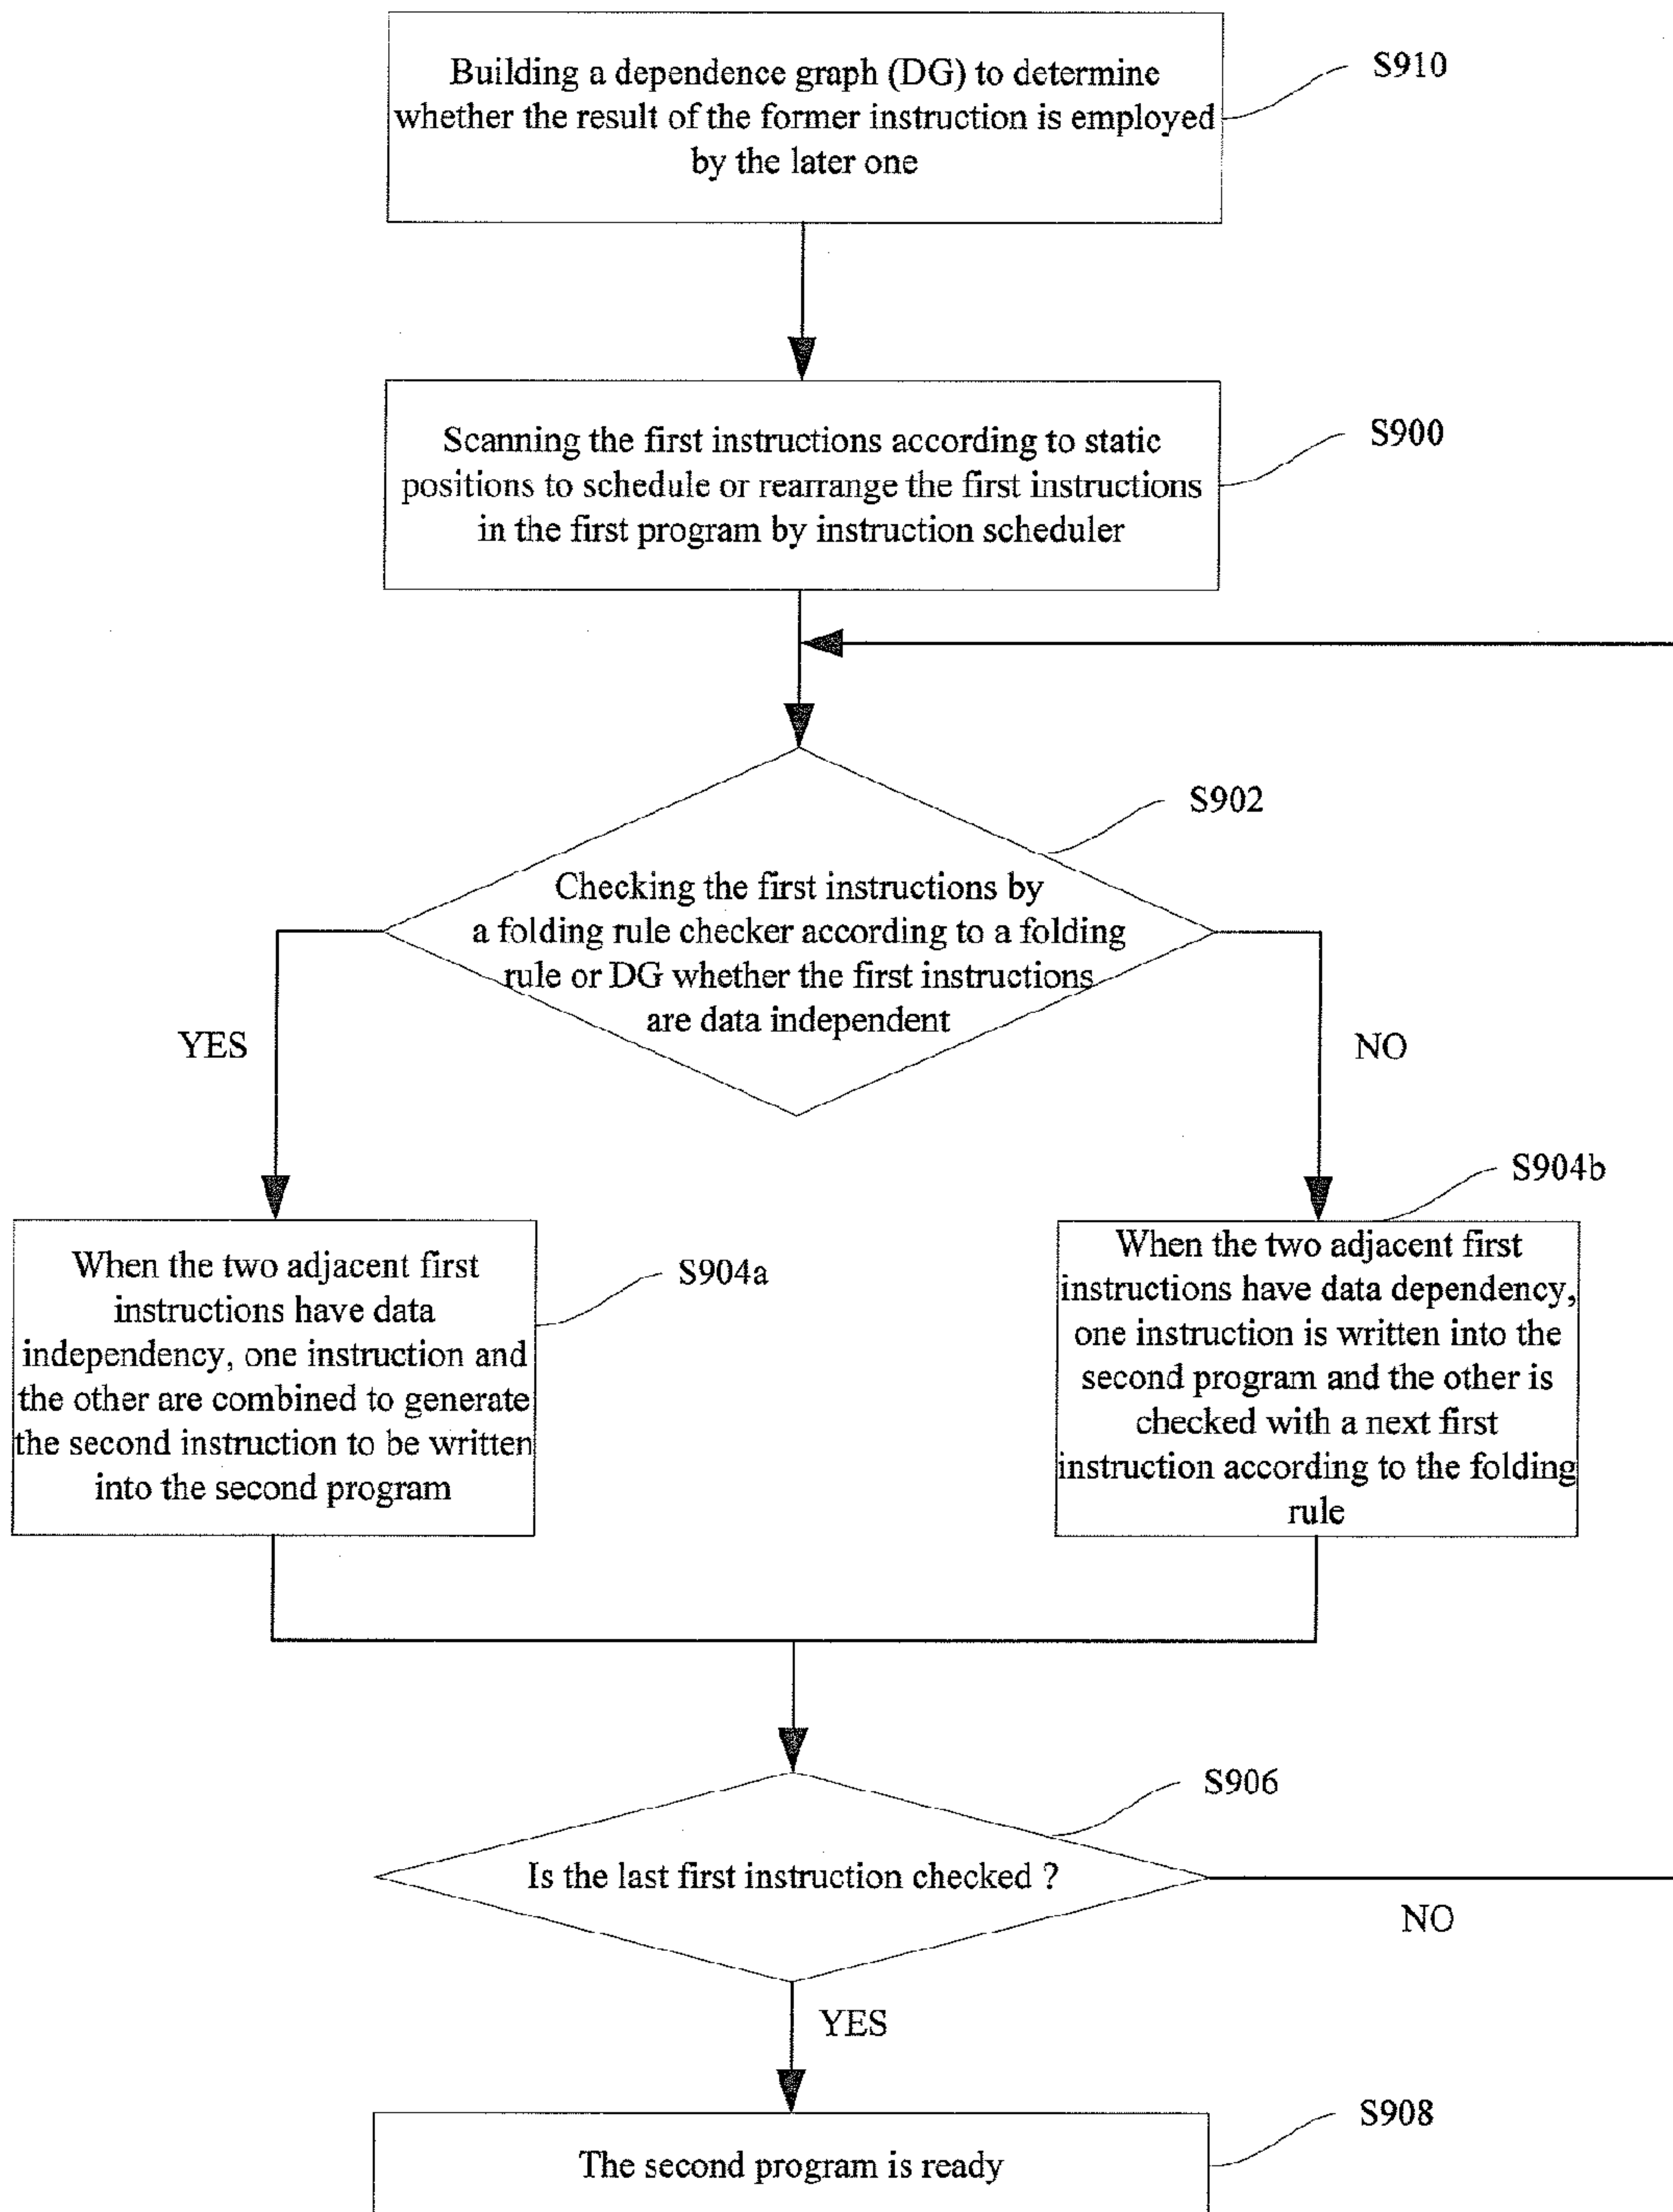 Building a dependence graph (DG) to determine
whether the result of the former instruction is employed
by the later one
S910
Scanning the first instructions according to static
positions to schedule or rearrange the first instructions
in the first program by instruction scheduler
S900
S902
Checking the first instructions by
a folding rule checker according to a folding
rule or DG whether the first instructions
are data independent
YES
NO
When the two adjacent first
instructions have data
independency, one instruction and
the other are combined to generate
the second instruction to be written
into the second program
S904a
S904b
When the two adjacent first
instructions have data dependency,
one instruction is written into the
second program and the other is
checked with a next first
instruction according to the folding
rule
S906
Is the last first instruction checked ?
NO
YES
S908
The second program is ready